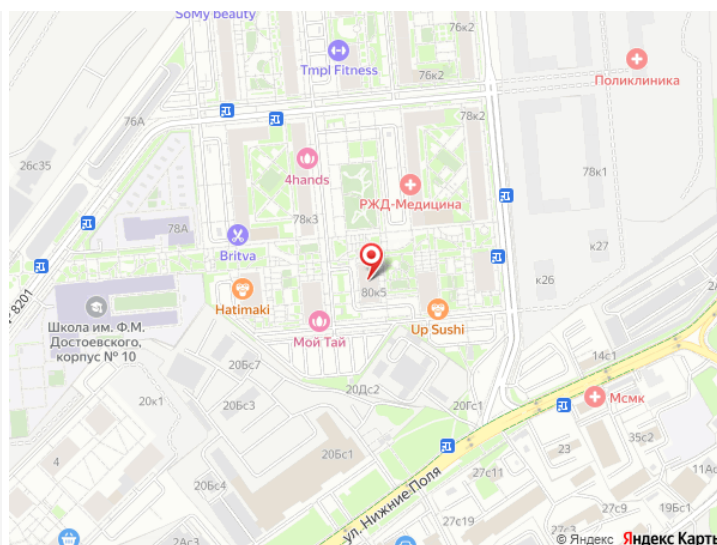 SoMy beauty
76к2
Tmpl Fitness
76к2
Поликлиника
76А
78к2
26с35
4hands
78к1
РЖД-Медицина
78А
78к3
Britva
к27
к26
80к5
Hatimaki
Up Sushi
8201
Школа им. Ф.М.
Достоевского,
корпус № 10
Мой Тай
14с1
20Бс7
20Дс2
Мсмк
20к1
20Бс3
20Гс1
35с2
23
20Бс1
4
27с11
11Ас
20Бс4
ул. Нижние Поля
27с9
19Бс1
27с19
27с3
© Яндекс Яндекс Карты